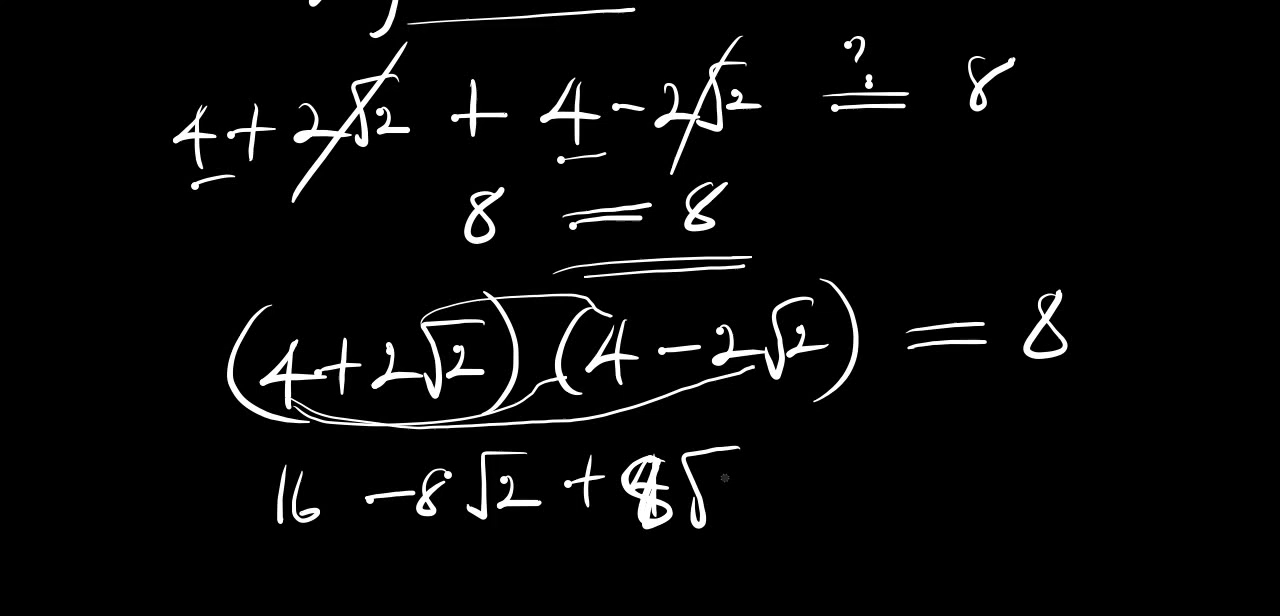 4 + 2√2 + 4 - 2√2 ?= 8
8 = 8
(4 + 2√2) (4 - 2√2) = 8
16 - 8√2 + 8√